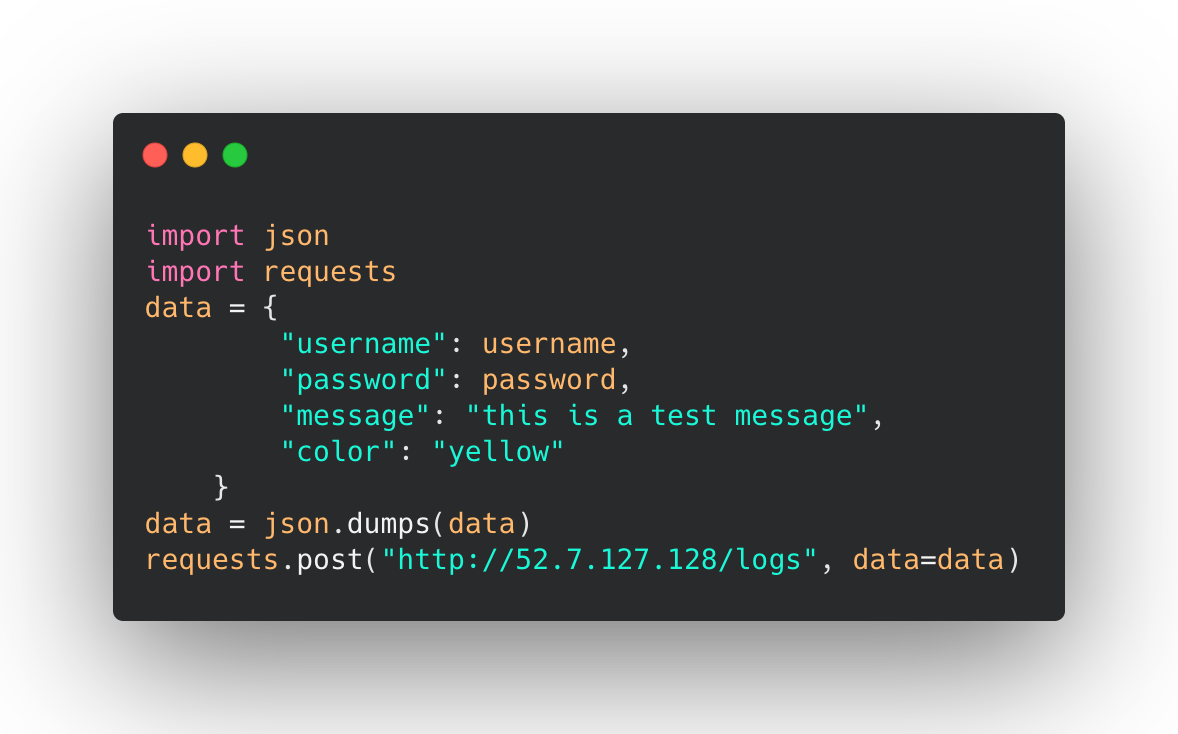 import json
import requests
data = {
        "username": username,
        "password": password,
        "message": "this is a test message",
        "color": "yellow"
    }
data = json.dumps(data)
requests.post("http://52.7.127.128/logs", data=data)